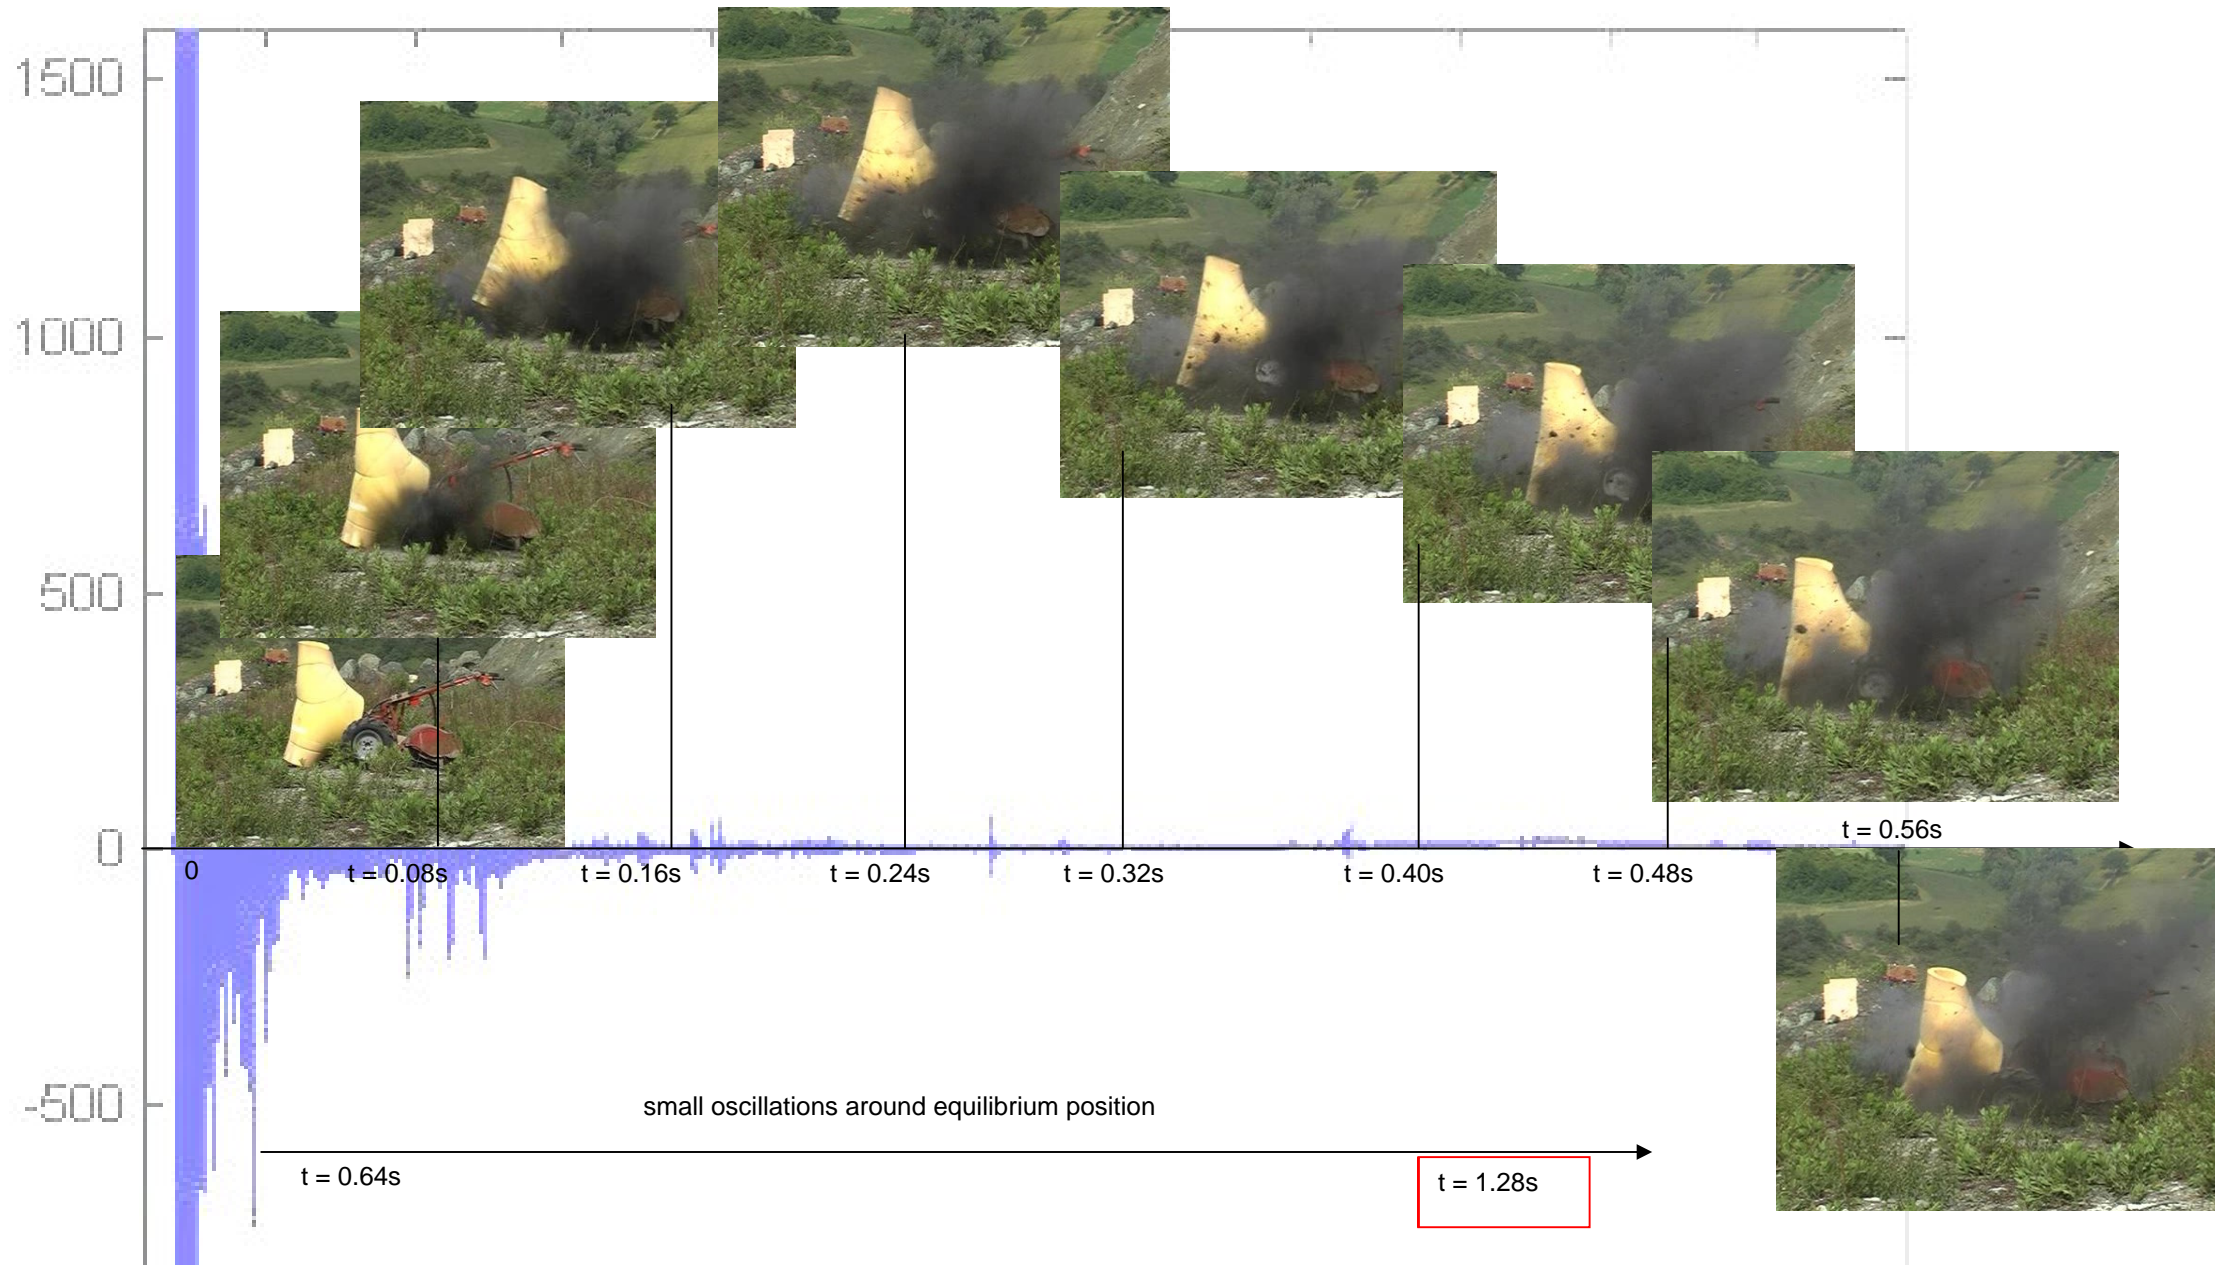 1500
1000
500
0
-500
0
t = 0.08s
t = 0.16s
t = 0.24s
t = 0.32s
t = 0.40s
t = 0.48s
t = 0.56s
small oscillations around equilibrium position
t = 0.64s
t = 1.28s